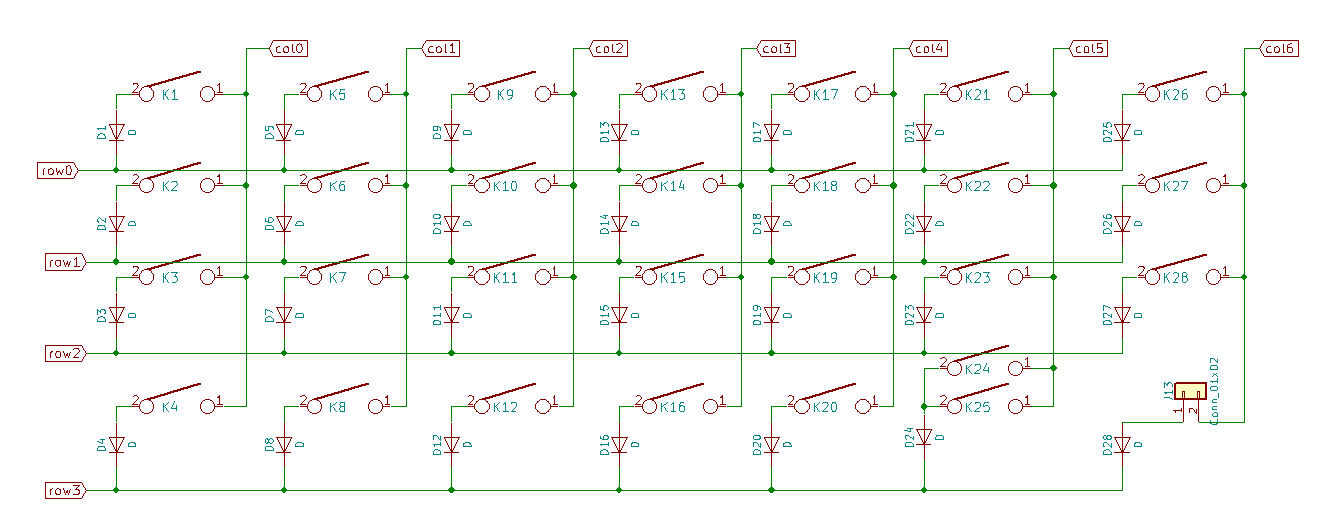 col0 col1 col2 col3 col4 col5 col6
2 K1 1 2 K5 1 2 K9 1 2 K13 1 2 K17 1 2 K21 1 2 K26 1
D1 D D5 D D9 D D13 D D17 D D21 D D25 D
row0
2 K2 1 2 K6 1 2 K10 1 2 K14 1 2 K18 1 2 K22 1 2 K27 1
D2 D D6 D D10 D D14 D D18 D D22 D D26 D
row1
2 K3 1 2 K7 1 2 K11 1 2 K15 1 2 K19 1 2 K23 1 2 K28 1
D3 D D7 D D11 D D15 D D19 D D23 D D27 D
row2
2 K24 1
J13 Conn_01x02
2 K4 1 2 K8 1 2 K12 1 2 K16 1 2 K20 1 2 K25 1 1 2
D4 D D8 D D12 D D16 D D20 D D24 D D28 D
row3